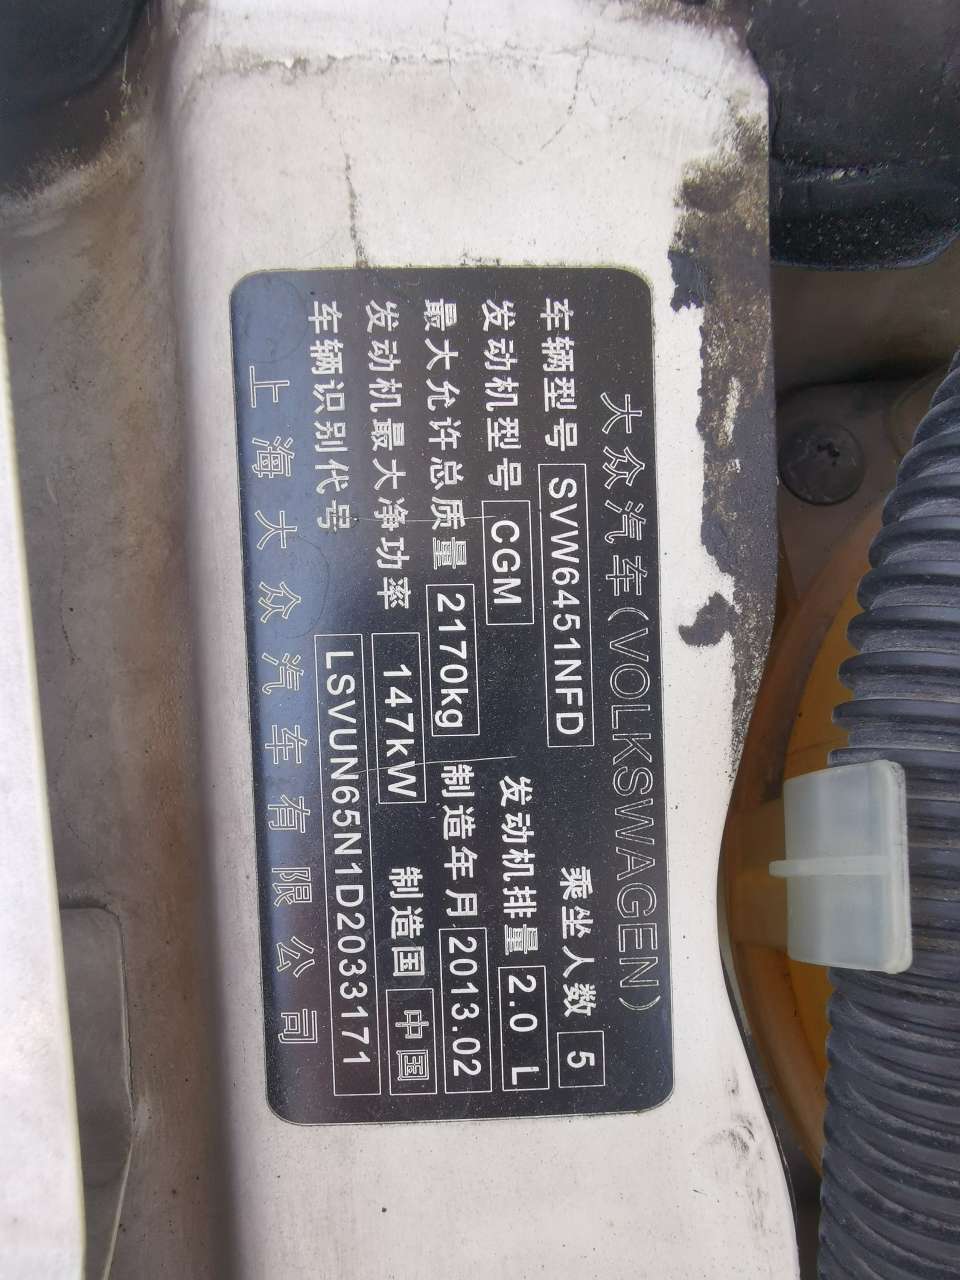 大众汽车(VOLKSWAGEN)
车辆型号 SVW6451NFD 乘坐人数 5
发动机型号 CGM 发动机排量 2.0 L
最大允许总质量 2170kg 制造年月 2013.02
发动机最大净功率 147kW 制造国 中国
车辆识别代号 LSVUN65N1D2033171
上海大众汽车有限公司